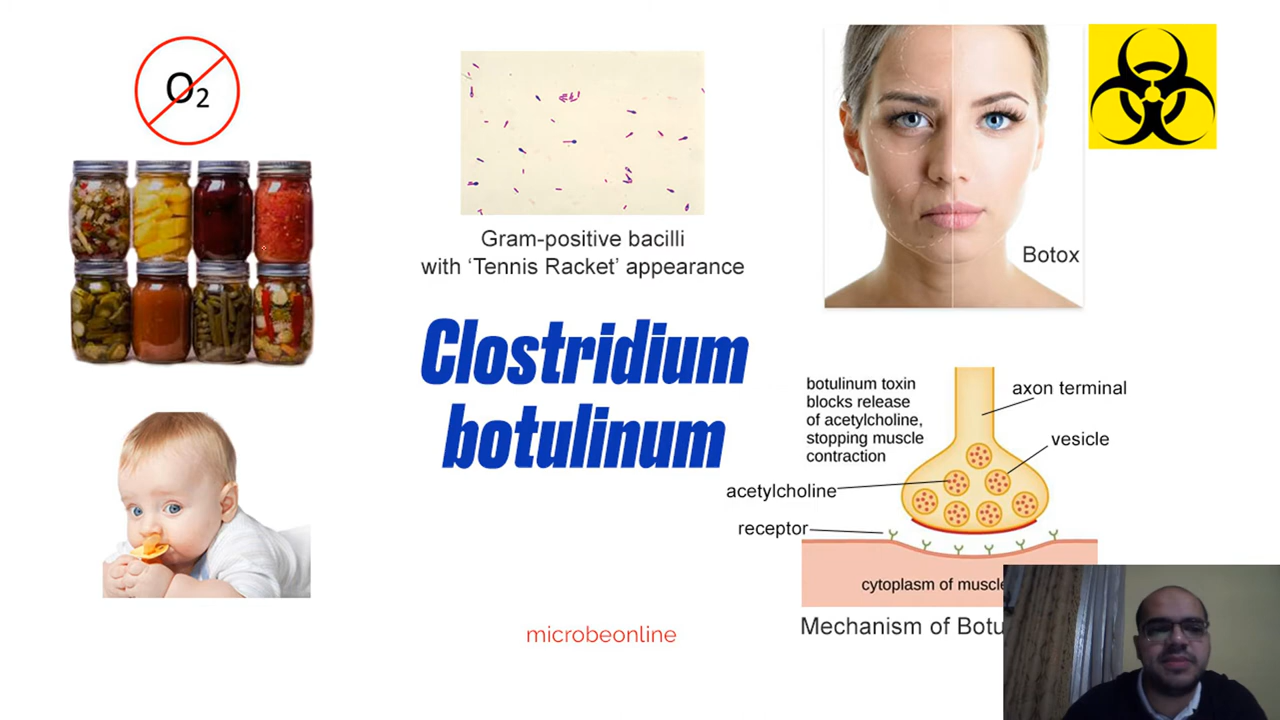 O₂
Gram-positive bacilli
with ‘Tennis Racket’ appearance
Botox
Clostridium
botulinum
botulinum toxin
blocks release
of acetylcholine,
stopping muscle
contraction
axon terminal
vesicle
acetylcholine
receptor
cytoplasm of muscle
Mechanism of Botu
microbeonline